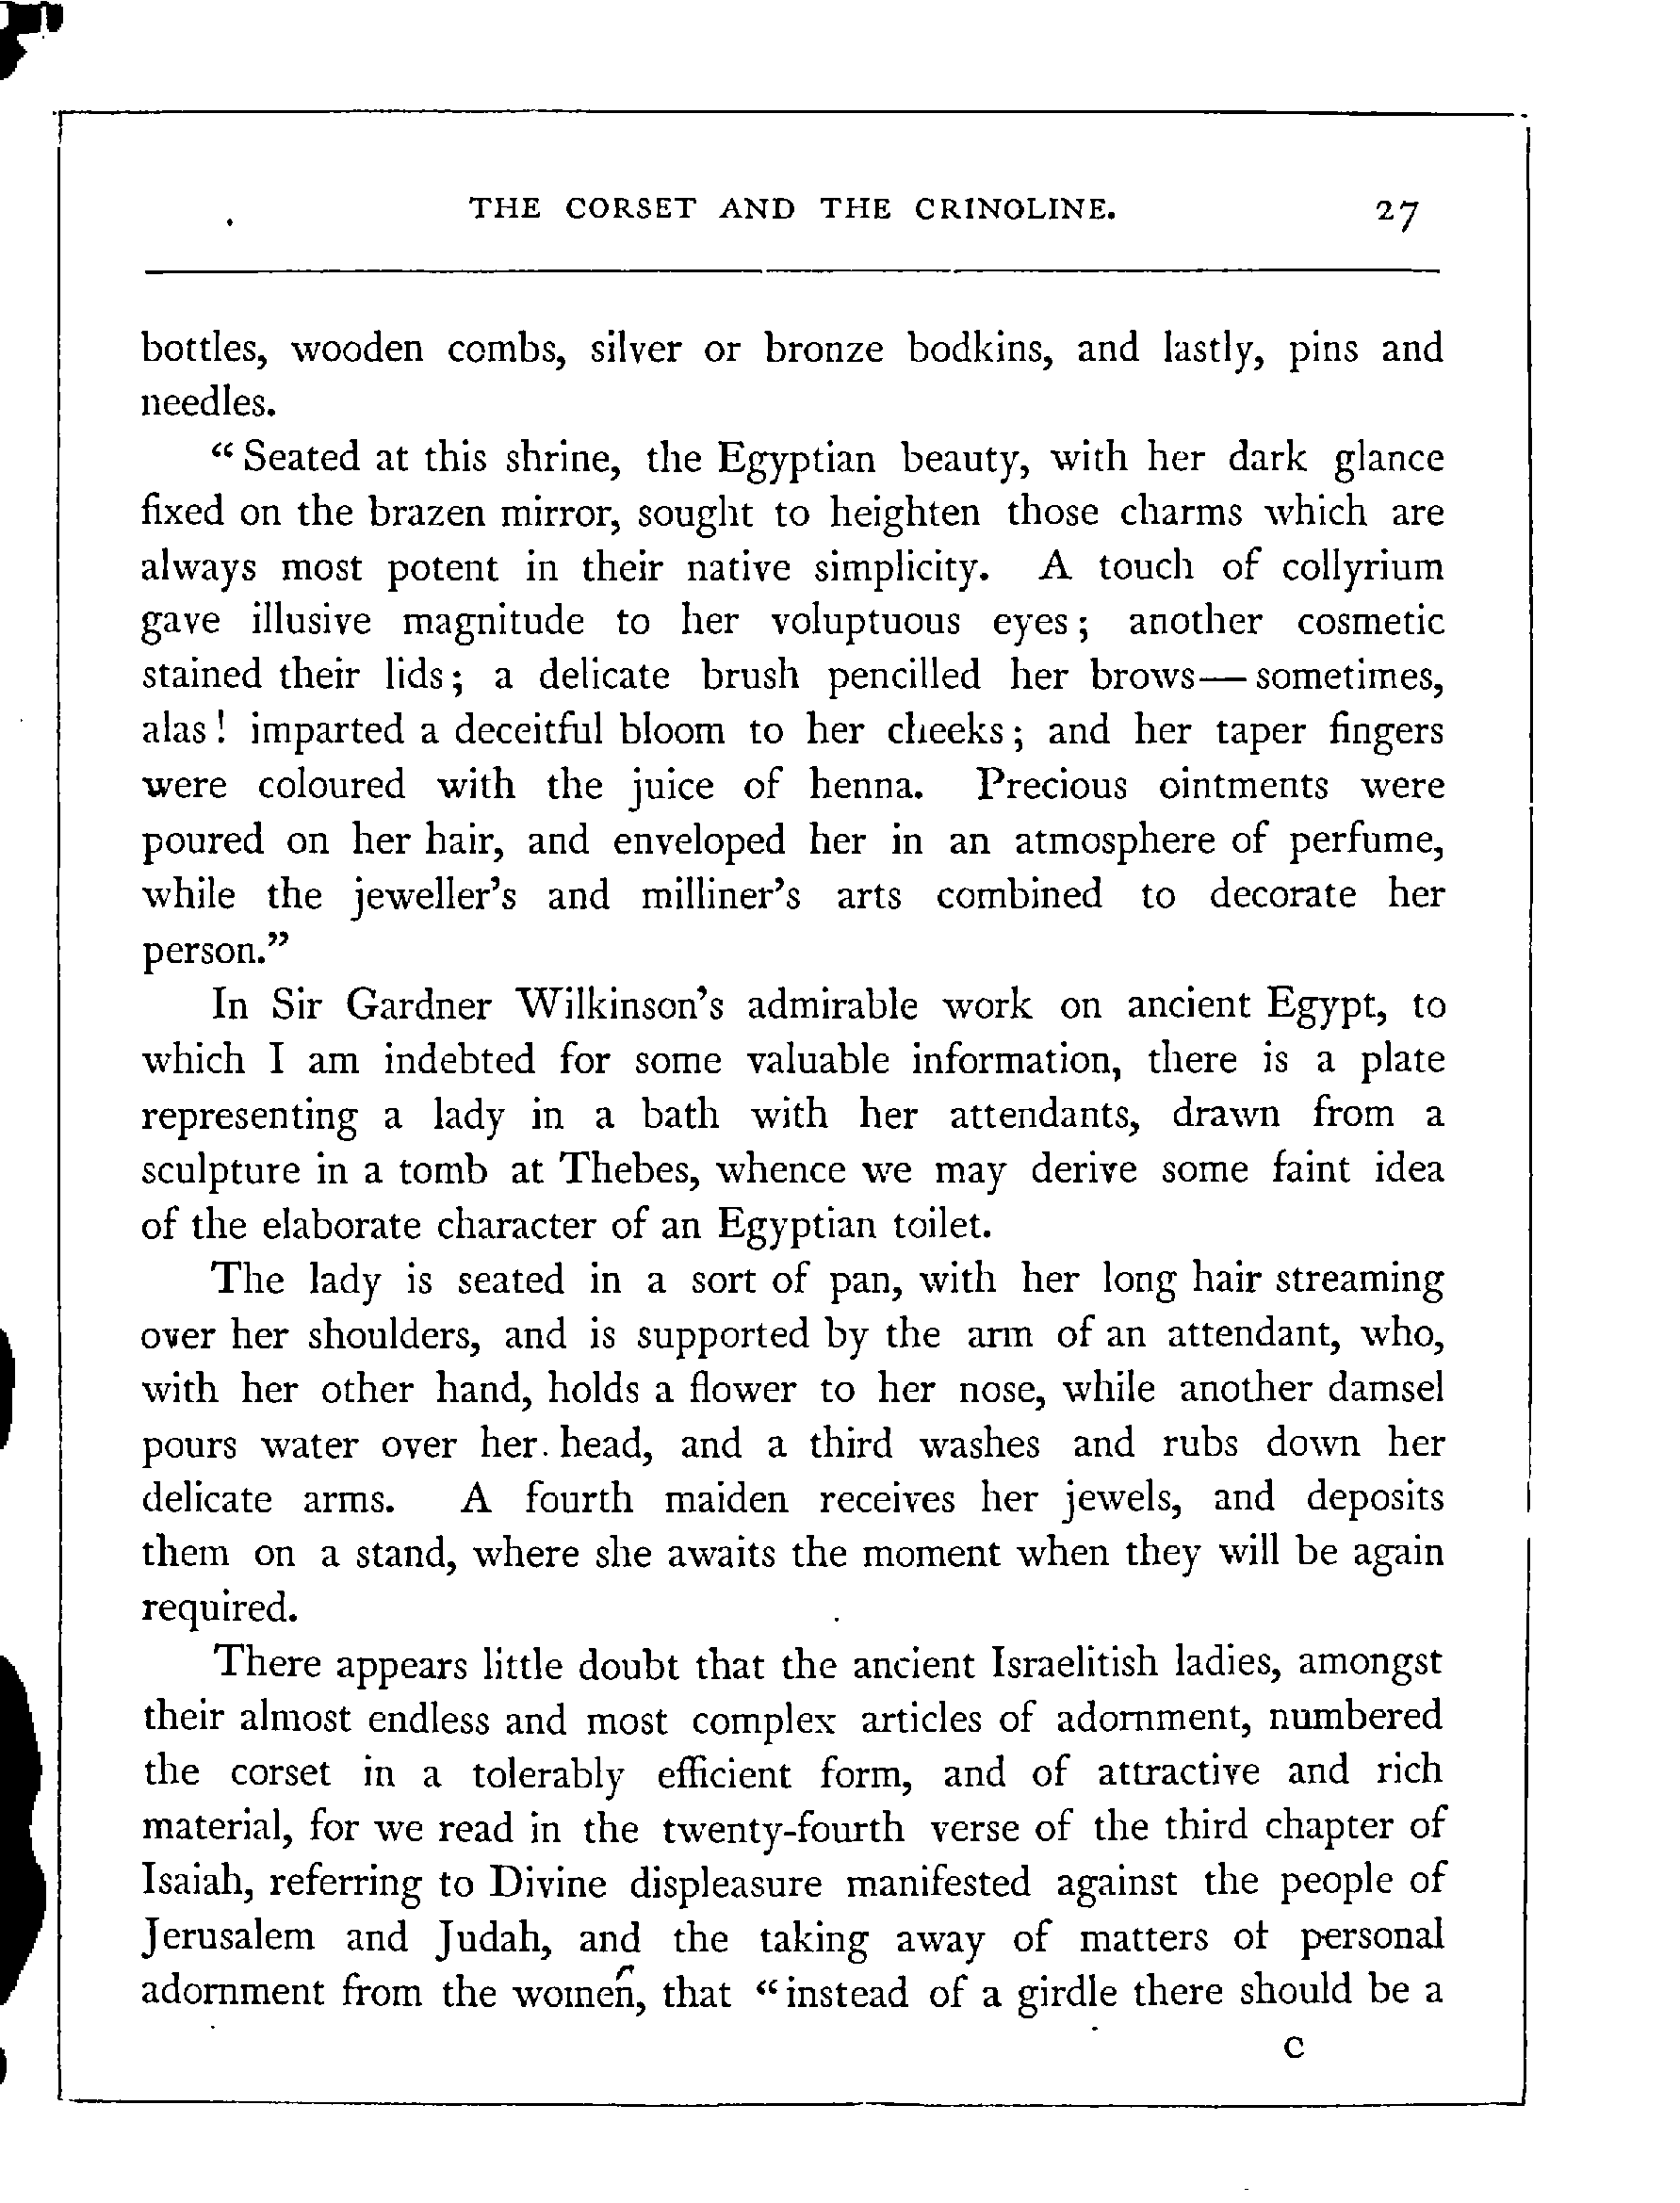 THE CORSET AND THE CRINOLINE. 27
bottles, wooden combs, silver or bronze bodkins, and lastly, pins and
needles.
“Seated at this shrine, the Egyptian beauty, with her dark glance
fixed on the brazen mirror, sought to heighten those charms which are
always most potent in their native simplicity. A touch of collyrium
gave illusive magnitude to her voluptuous eyes; another cosmetic
stained their lids; a delicate brush pencilled her brows—sometimes,
alas! imparted a deceitful bloom to her cheeks; and her taper fingers
were coloured with the juice of henna. Precious ointments were
poured on her hair, and enveloped her in an atmosphere of perfume,
while the jeweller’s and milliner’s arts combined to decorate her
person.”
In Sir Gardner Wilkinson’s admirable work on ancient Egypt, to
which I am indebted for some valuable information, there is a plate
representing a lady in a bath with her attendants, drawn from a
sculpture in a tomb at Thebes, whence we may derive some faint idea
of the elaborate character of an Egyptian toilet.
The lady is seated in a sort of pan, with her long hair streaming
over her shoulders, and is supported by the arm of an attendant, who,
with her other hand, holds a flower to her nose, while another damsel
pours water over her head, and a third washes and rubs down her
delicate arms. A fourth maiden receives her jewels, and deposits
them on a stand, where she awaits the moment when they will be again
required.
There appears little doubt that the ancient Israelitish ladies, amongst
their almost endless and most complex articles of adornment, numbered
the corset in a tolerably efficient form, and of attractive and rich
material, for we read in the twenty-fourth verse of the third chapter of
Isaiah, referring to Divine displeasure manifested against the people of
Jerusalem and Judah, and the taking away of matters of personal
adornment from the women, that “instead of a girdle there should be a
C